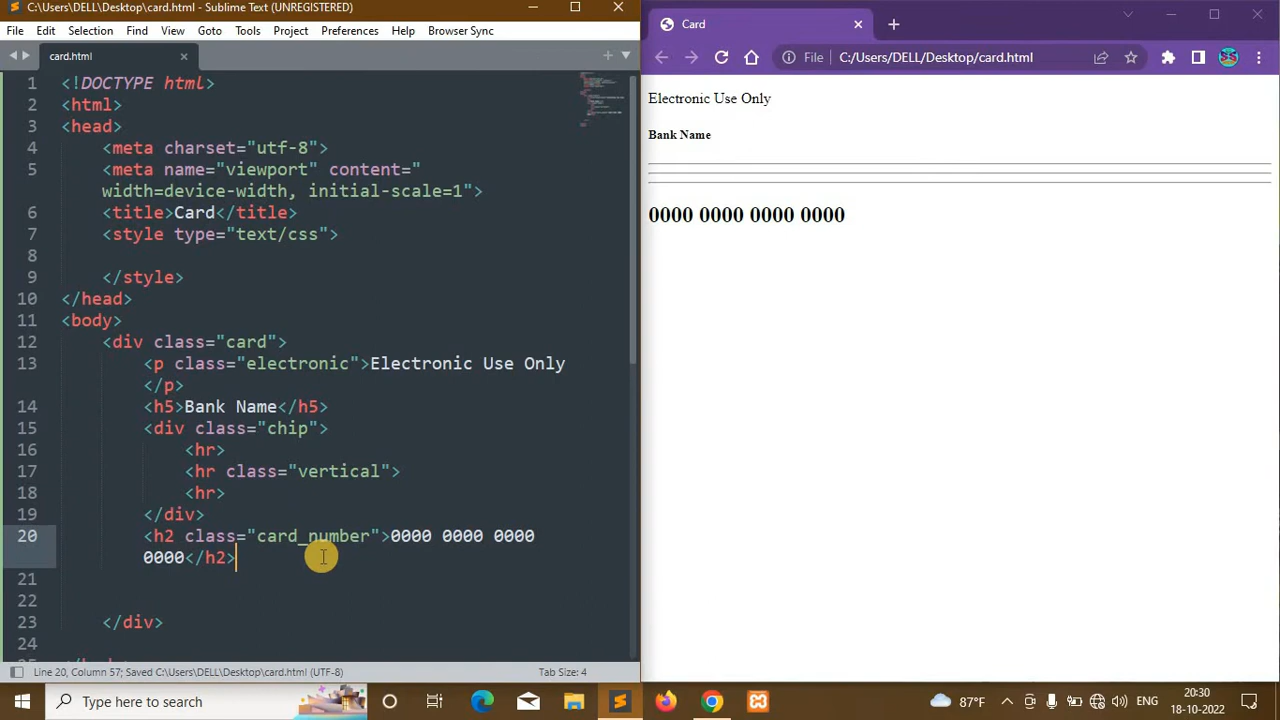 C:\Users\DELL\Desktop\card.html - Sublime Text (UNREGISTERED)
File Edit Selection Find View Goto Tools Project Preferences Help Browser Sync
card.html
1 <!DOCTYPE html>
2 <html>
3 <head>
4 <meta charset="utf-8">
5 <meta name="viewport" content="
width=device-width, initial-scale=1">
6 <title>Card</title>
7 <style type="text/css">
8
9 </style>
10 </head>
11 <body>
12 <div class="card">
13 <p class="electronic">Electronic Use Only
</p>
14 <h5>Bank Name</h5>
15 <div class="chip">
16 <hr>
17 <hr class="vertical">
18 <hr>
19 </div>
20 <h2 class="card_number">0000 0000 0000
0000</h2>
21
22
23 </div>
24
Line 20, Column 57; Saved C:\Users\DELL\Desktop\card.html (UTF-8)
Tab Size: 4
Card
File C:/Users/DELL/Desktop/card.html
Electronic Use Only
Bank Name
0000 0000 0000 0000
Type here to search
87°F
ENG
20:30
18-10-2022